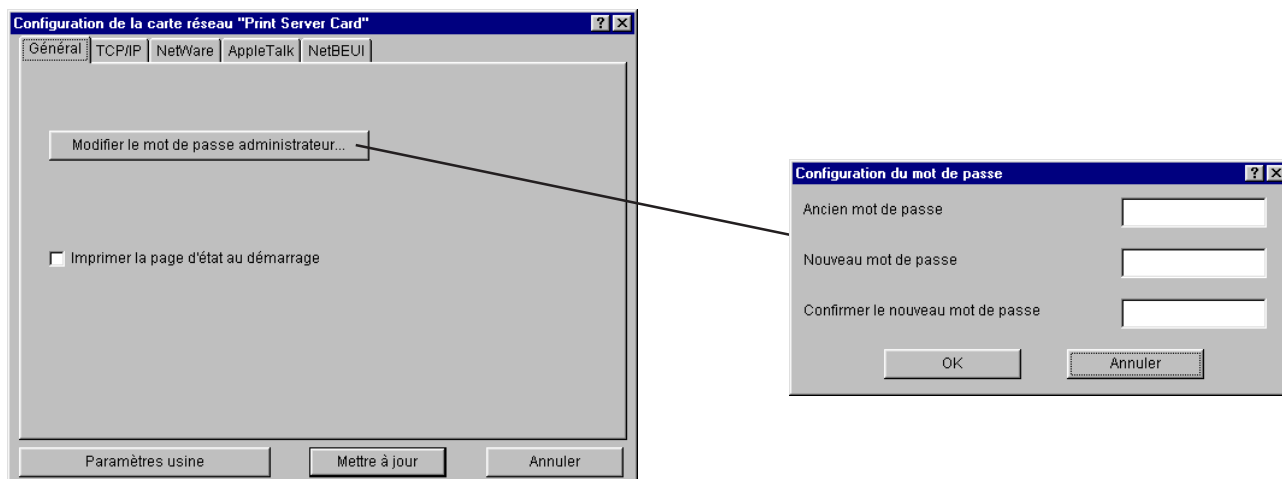 Configuration de la carte réseau "Print Server Card"
Général TCP/IP NetWare AppleTalk NetBEUI
Modifier le mot de passe administrateur...
Imprimer la page d'état au démarrage
Paramètres usine Mettre à jour Annuler
Configuration du mot de passe
Ancien mot de passe
Nouveau mot de passe
Confirmer le nouveau mot de passe
OK Annuler